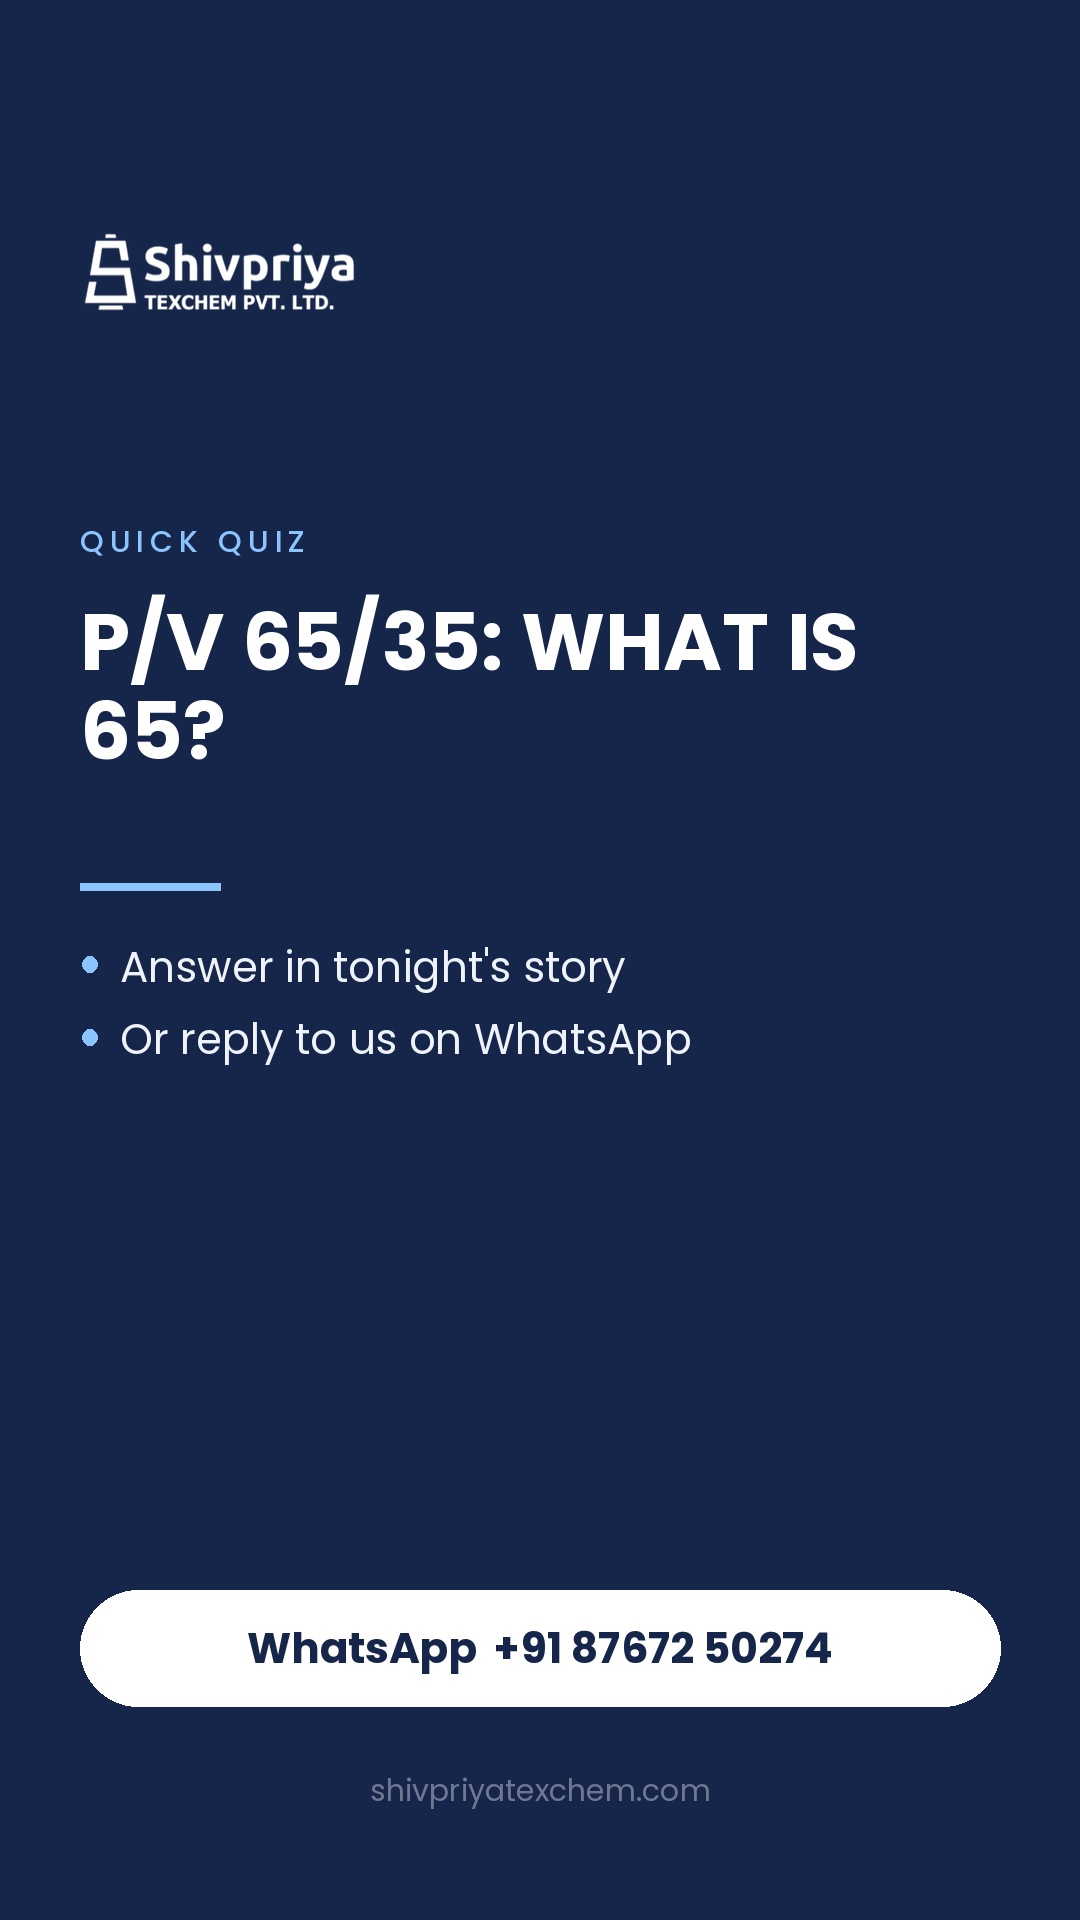 Shivpriya
TEXCHEM PVT. LTD.
QUICK QUIZ
P/V 65/35: WHAT IS
65?
• Answer in tonight's story
• Or reply to us on WhatsApp
WhatsApp +91 87672 50274
shivpriyatexchem.com